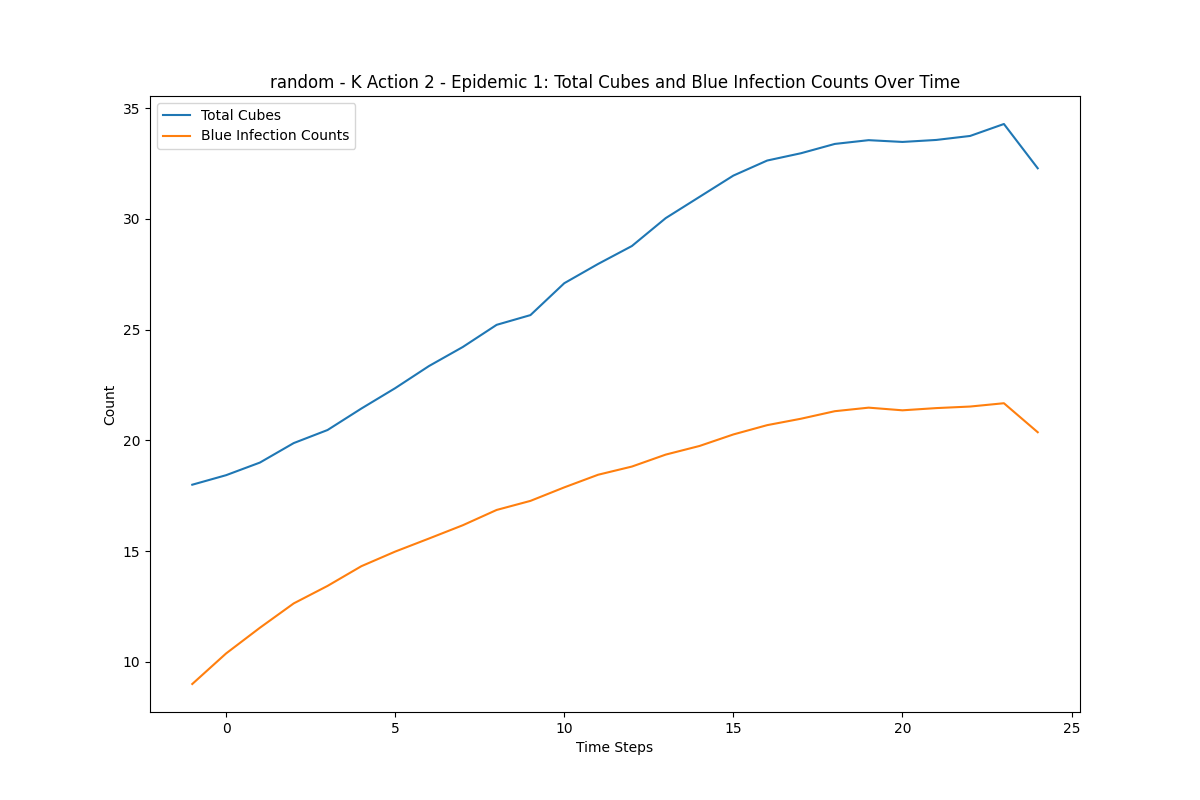 random - K Action 2 - Epidemic 1: Total Cubes and Blue Infection Counts Over Time
Total Cubes
Blue Infection Counts
35
30
25
20
15
10
Count
0 5 10 15 20 25
Time Steps